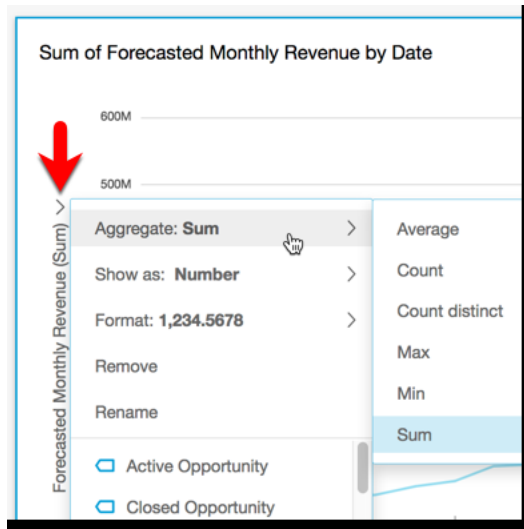 Sum of Forecasted Monthly Revenue by Date
600M
500M
Forecasted Monthly Revenue (Sum)
Aggregate: Sum
Show as: Number
Format: 1,234.5678
Remove
Rename
Active Opportunity
Closed Opportunity
Average
Count
Count distinct
Max
Min
Sum